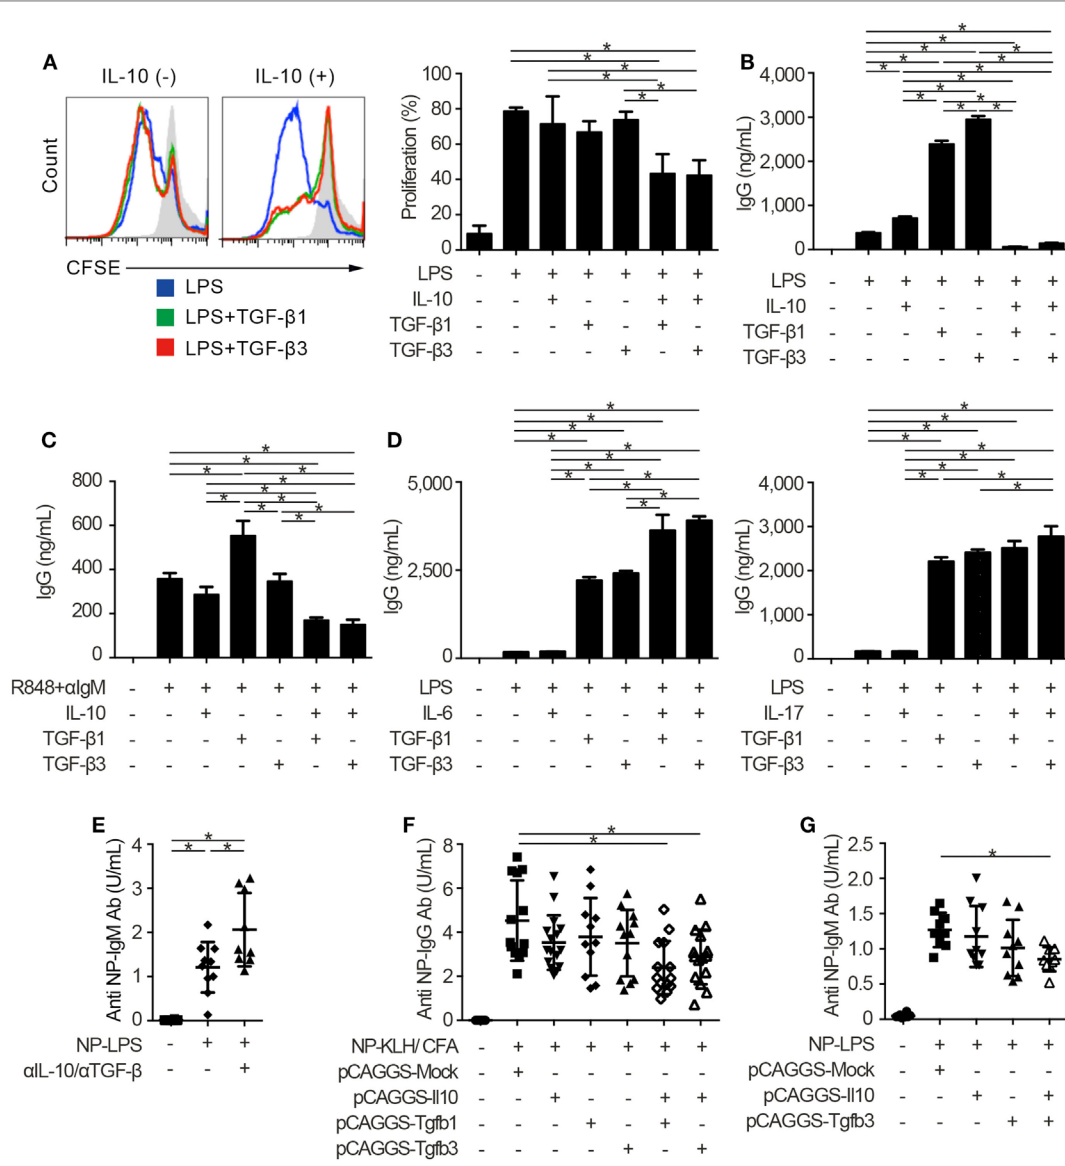 A
IL-10 (-)
IL-10 (+)
Count
CFSE
LPS
LPS+TGF-β1
LPS+TGF-β3
* * * * * *
Proliferation (%)
100
80
60
40
20
0
LPS - + + + + + +
IL-10 - - + - - + +
TGF-β1 - - - + - + -
TGF-β3 - - - - + - +
B
IgG (ng/mL)
4,000
3,000
2,000
1,000
0
LPS - + + + + + +
IL-10 - - + - - + +
TGF-β1 - - - + - + -
TGF-β3 - - - - + - +
C
IgG (ng/mL)
800
600
400
200
0
R848+αIgM - + + + + + +
IL-10 - - + - - + +
TGF-β1 - - - + - + -
TGF-β3 - - - - + - +
D
IgG (ng/mL)
5,000
2,500
0
LPS - + + + + + +
IL-6 - - + - - + +
TGF-β1 - - - + - + -
TGF-β3 - - - - + - +
IgG (ng/mL)
4,000
3,000
2,000
1,000
0
LPS - + + + + + +
IL-17 - - + - - + +
TGF-β1 - - - + - + -
TGF-β3 - - - - + - +
E
Anti NP-IgM Ab (U/mL)
4
3
2
1
0
*
* *
NP-LPS - + +
αIL-10/αTGF-β - - +
F
Anti NP-IgG Ab (U/mL)
8
6
4
2
0
*
*
NP-KLH/CFA - + + + + + +
pCAGGS-Mock - + - - - - -
pCAGGS-Il10 - - + - - + +
pCAGGS-Tgfb1 - - - + - + -
pCAGGS-Tgfb3 - - - - + - +
G
Anti NP-IgM Ab (U/mL)
2.5
2.0
1.5
1.0
0.5
0
*
NP-LPS - + + + +
pCAGGS-Mock - + - - -
pCAGGS-Il10 - - + - +
pCAGGS-Tgfb3 - - - + +